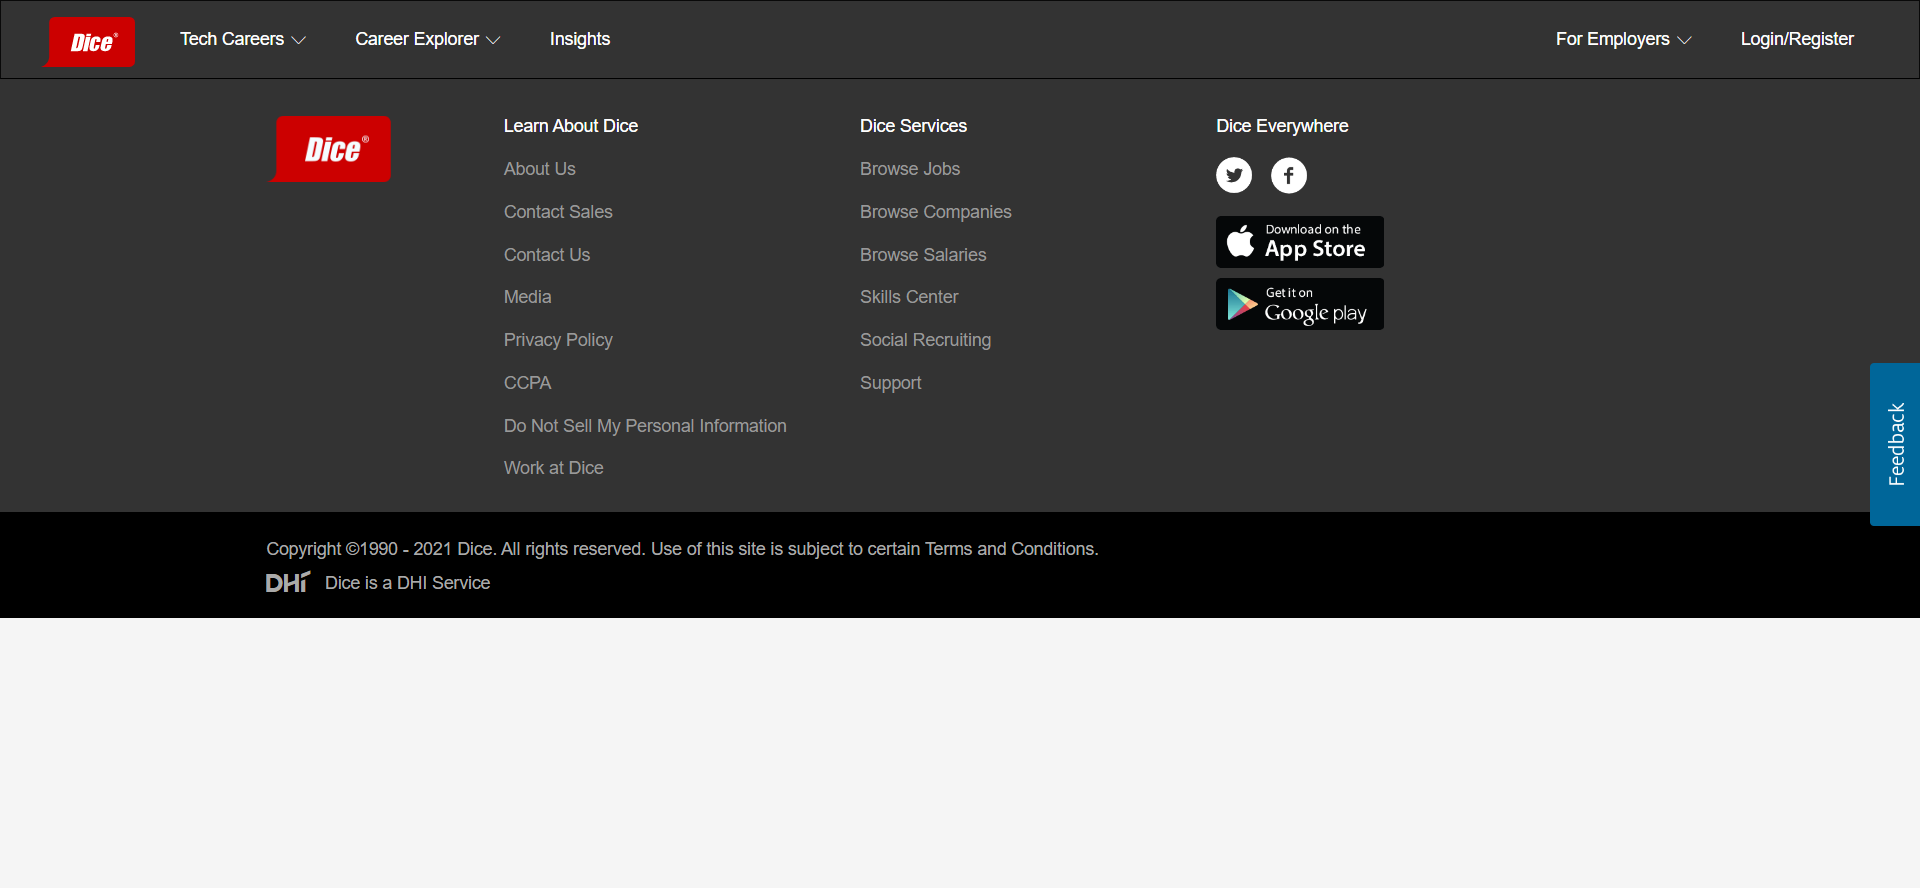 Dice®
Tech Careers
Career Explorer
Insights
For Employers
Login/Register
Dice®
Learn About Dice
About Us
Contact Sales
Contact Us
Media
Privacy Policy
CCPA
Do Not Sell My Personal Information
Work at Dice
Dice Services
Browse Jobs
Browse Companies
Browse Salaries
Skills Center
Social Recruiting
Support
Dice Everywhere
Download on the
App Store
Get it on
Google play
Feedback
Copyright ©1990 - 2021 Dice. All rights reserved. Use of this site is subject to certain Terms and Conditions.
DHI Dice is a DHI Service